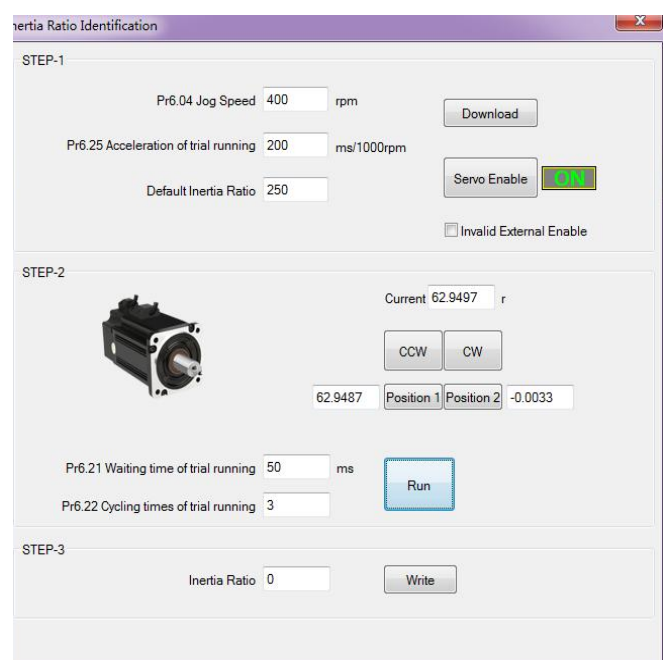 nertia Ratio Identification
x
STEP-1
Pr6.04 Jog Speed 400 rpm
Download
Pr6.25 Acceleration of trial running 200 ms/1000rpm
Servo Enable ON
Default Inertia Ratio 250
Invalid External Enable
STEP-2
Current 62.9497 r
CCW CW
62.9487 Position 1 Position 2 -0.0033
Pr6.21 Waiting time of trial running 50 ms
Run
Pr6.22 Cycling times of trial running 3
STEP-3
Inertia Ratio 0 Write